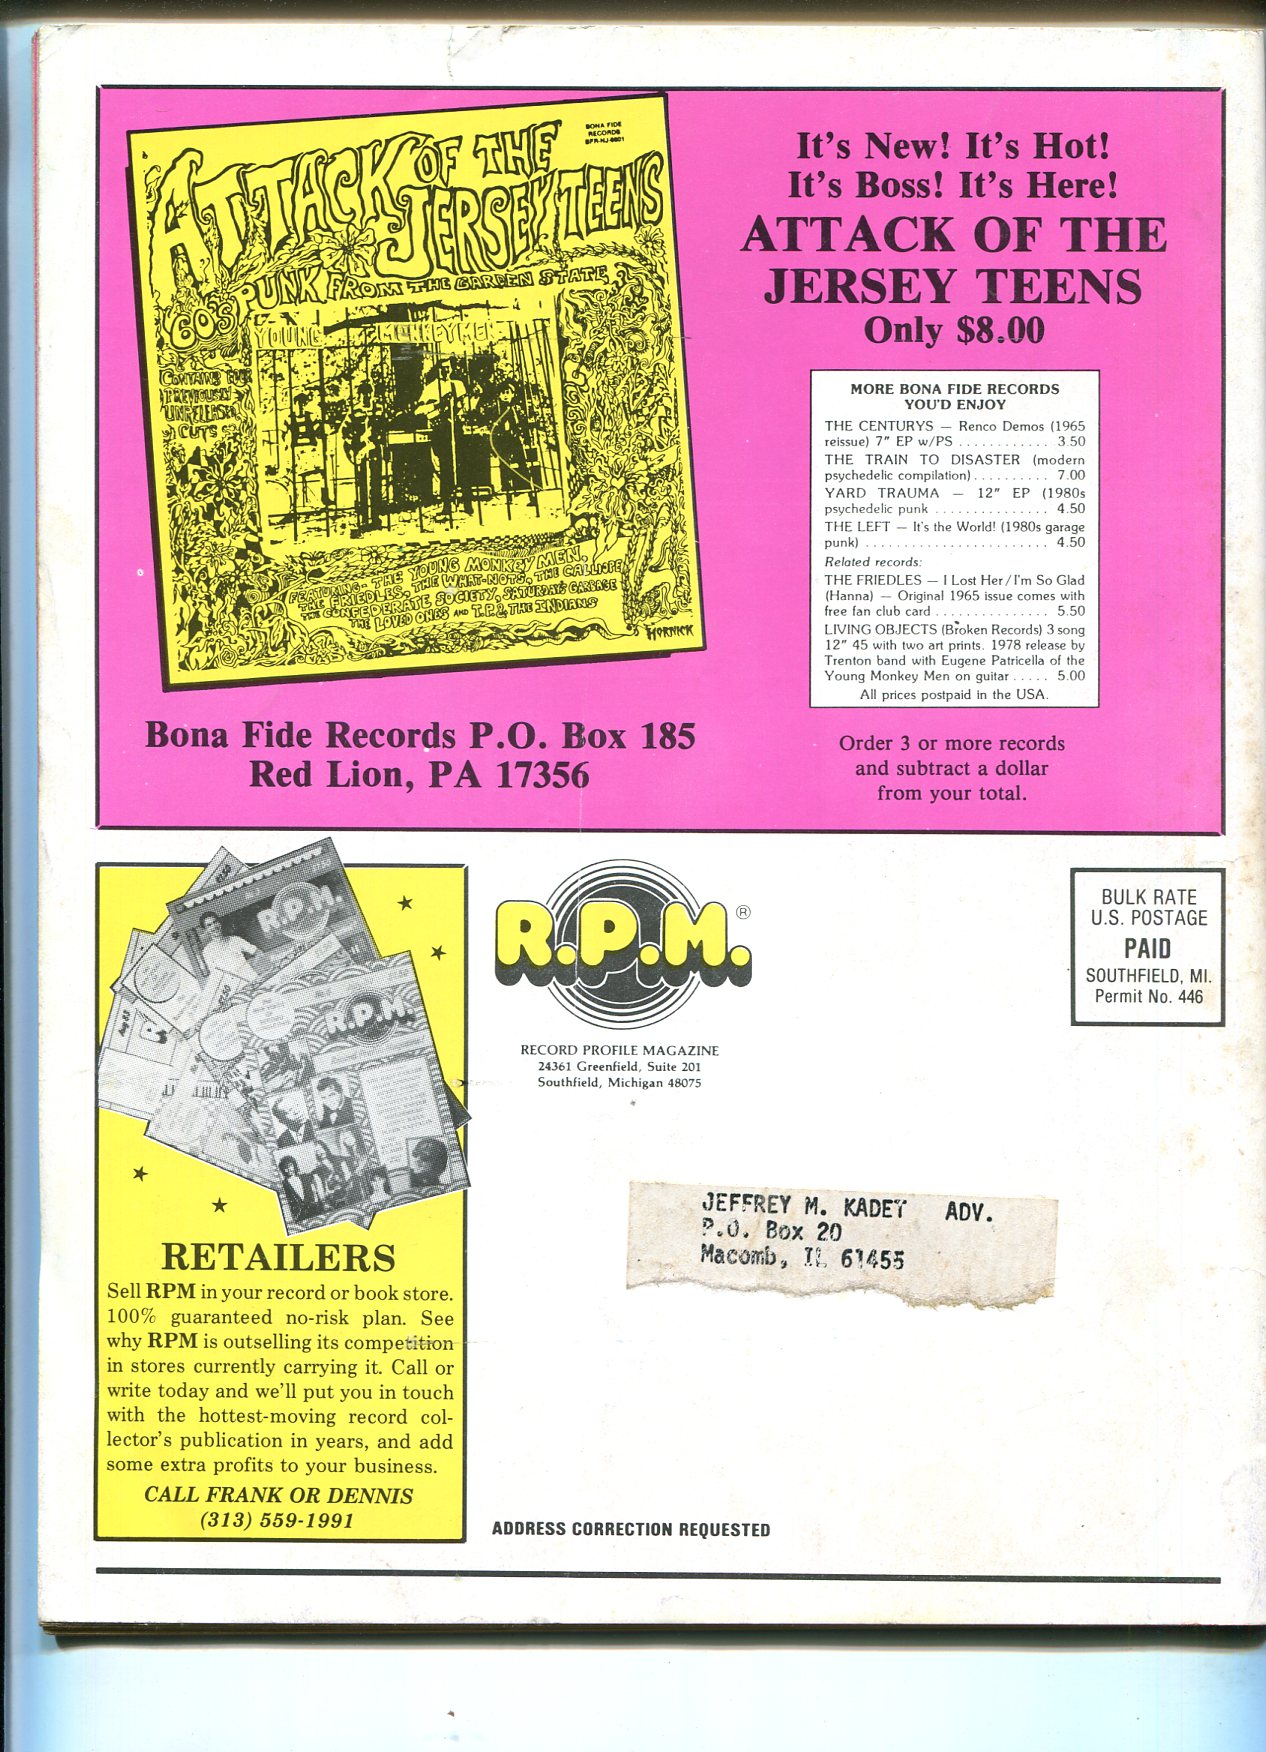 BONA FIDE
RECORDS
BFR-NJ-6601
ATTACK OF THE
JERSEY TEENS
'60S PUNK FROM THE GARDEN STATE
CONTAINS
PREVIOUSLY
UNRELEASED
CUTS
YOUNG MONKEY MEN
FEATURING- THE YOUNG MONKEY MEN,
THE FRIEDLES, THE WHAT-NOTS, THE CALLIOPE
THE CONFEDERATE SOCIETY, SATURDAY'S GARBAGE
THE LOVED ONES AND T.P. & THE INDIANS
HORNICK
Bona Fide Records P.O. Box 185
Red Lion, PA 17356
It's New! It's Hot!
It's Boss! It's Here!
ATTACK OF THE
JERSEY TEENS
Only $8.00
MORE BONA FIDE RECORDS
YOU'D ENJOY
THE CENTURYS — Renco Demos (1965
reissue) 7" EP w/PS . . . . . . . . . . . . 3.50
THE TRAIN TO DISASTER (modern
psychedelic compilation) . . . . . . . . . . 7.00
YARD TRAUMA — 12" EP (1980s
psychedelic punk . . . . . . . . . . . . . . . 4.50
THE LEFT — It's the World! (1980s garage
punk) . . . . . . . . . . . . . . . . . . . . . . . . 4.50
Related records:
THE FRIEDLES — I Lost Her/I'm So Glad
(Hanna) — Original 1965 issue comes with
free fan club card . . . . . . . . . . . . . . . 5.50
LIVING OBJECTS (Broken Records) 3 song
12" 45 with two art prints. 1978 release by
Trenton band with Eugene Patricella of the
Young Monkey Men on guitar . . . . . 5.00
All prices postpaid in the USA.
Order 3 or more records
and subtract a dollar
from your total.
R.P.M.
R.P.M.
Aug 83
RETAILERS
Sell RPM in your record or book store.
100% guaranteed no-risk plan. See
why RPM is outselling its competition
in stores currently carrying it. Call or
write today and we'll put you in touch
with the hottest-moving record col-
lector's publication in years, and add
some extra profits to your business.
CALL FRANK OR DENNIS
(313) 559-1991
R.P.M.®
RECORD PROFILE MAGAZINE
24361 Greenfield, Suite 201
Southfield, Michigan 48075
BULK RATE
U.S. POSTAGE
PAID
SOUTHFIELD, MI.
Permit No. 446
JEFFREY M. KADET ADV.
P.O. Box 20
Macomb, IL 61455
ADDRESS CORRECTION REQUESTED